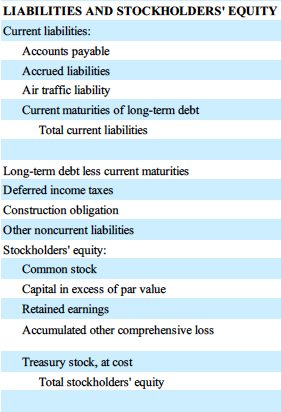 LIABILITIES AND STOCKHOLDERS' EQUITY
Current liabilities:
Accounts payable
Accrued liabilities
Air traffic liability
Current maturities of long-term debt
Total current liabilities
Long-term debt less current maturities
Deferred income taxes
Construction obligation
Other noncurrent liabilities
Stockholders' equity:
Common stock
Capital in excess of par value
Retained earnings
Accumulated other comprehensive loss
Treasury stock, at cost
Total stockholders' equity